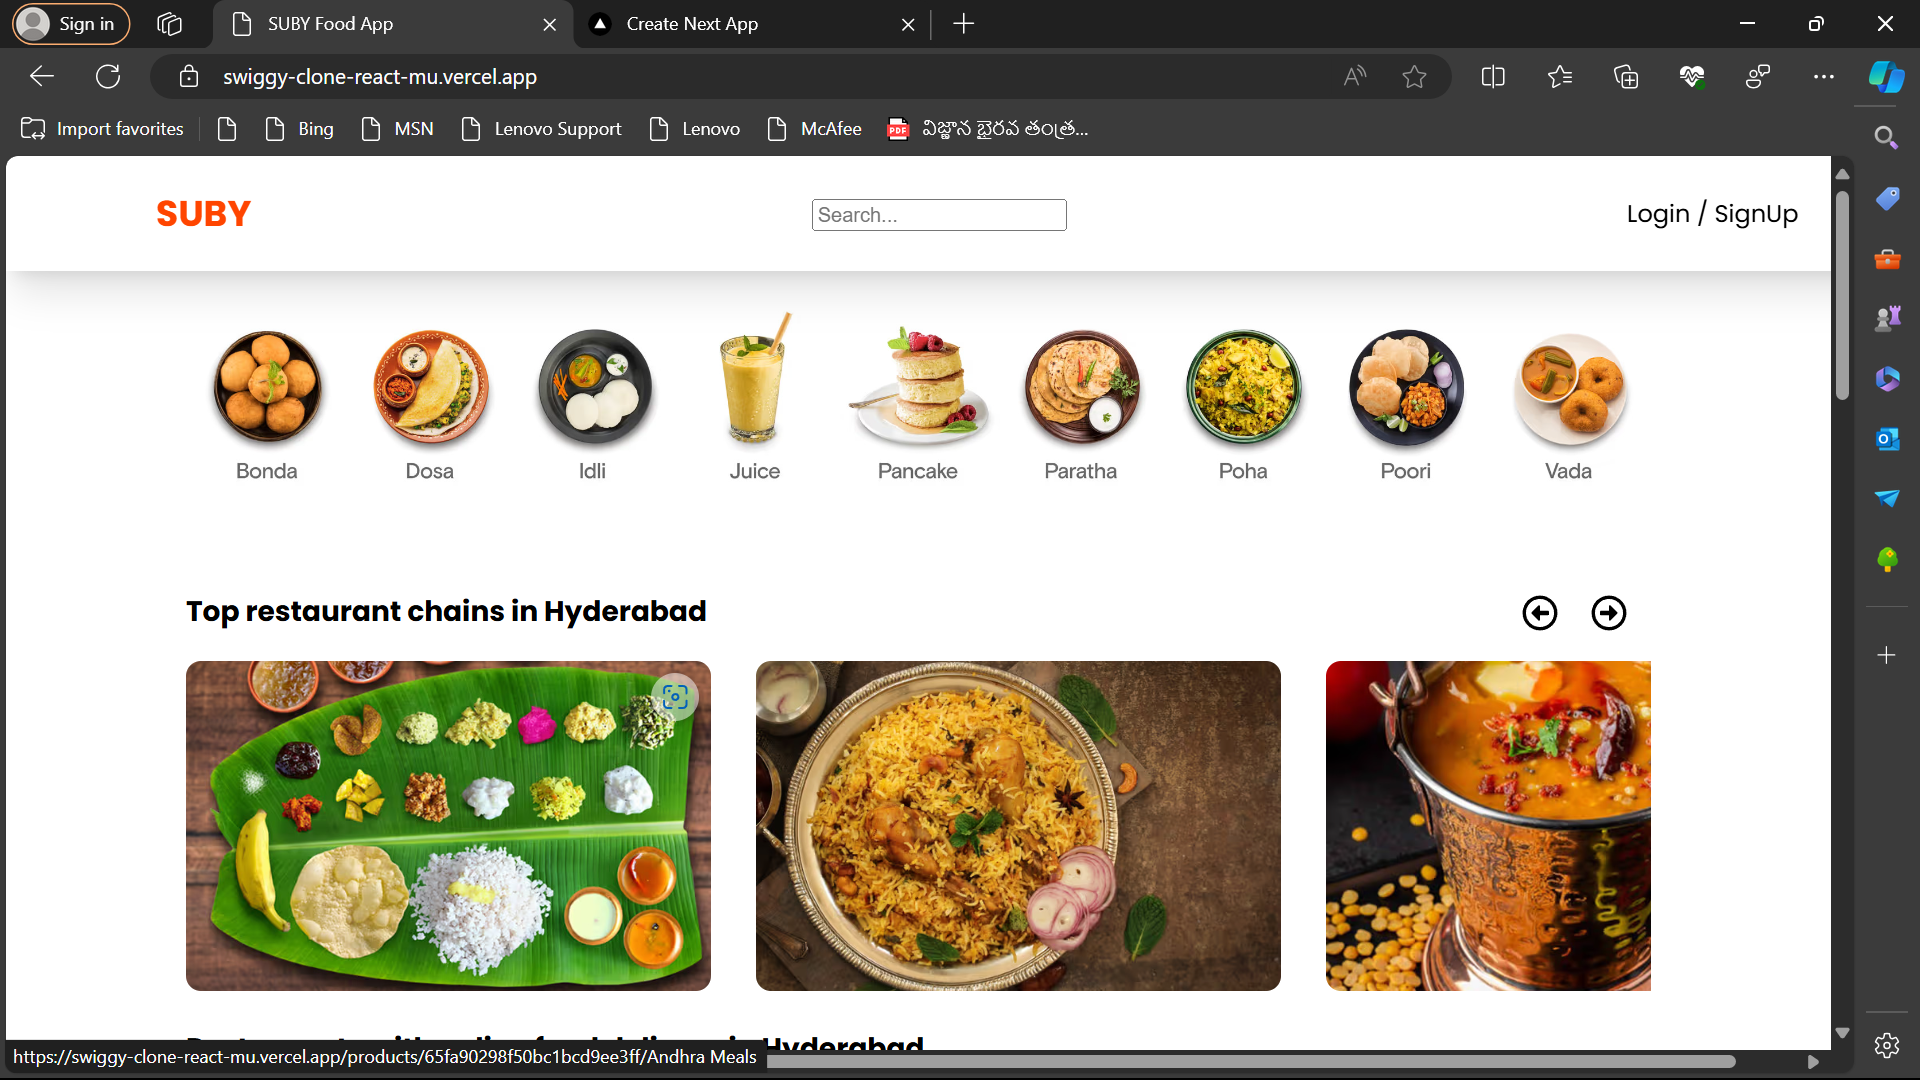 Sign in
SUBY Food App
Create Next App
swiggy-clone-react-mu.vercel.app
Import favorites
Bing
MSN
Lenovo Support
Lenovo
McAfee
PDF
విజ్ఞాన భైరవ తంత్ర...
SUBY
Search...
Login / SignUp
Bonda
Dosa
Idli
Juice
Pancake
Paratha
Poha
Poori
Vada
Top restaurant chains in Hyderabad
Hyderabad
https://swiggy-clone-react-mu.vercel.app/products/65fa90298f50bc1bcd9ee3ff/Andhra Meals